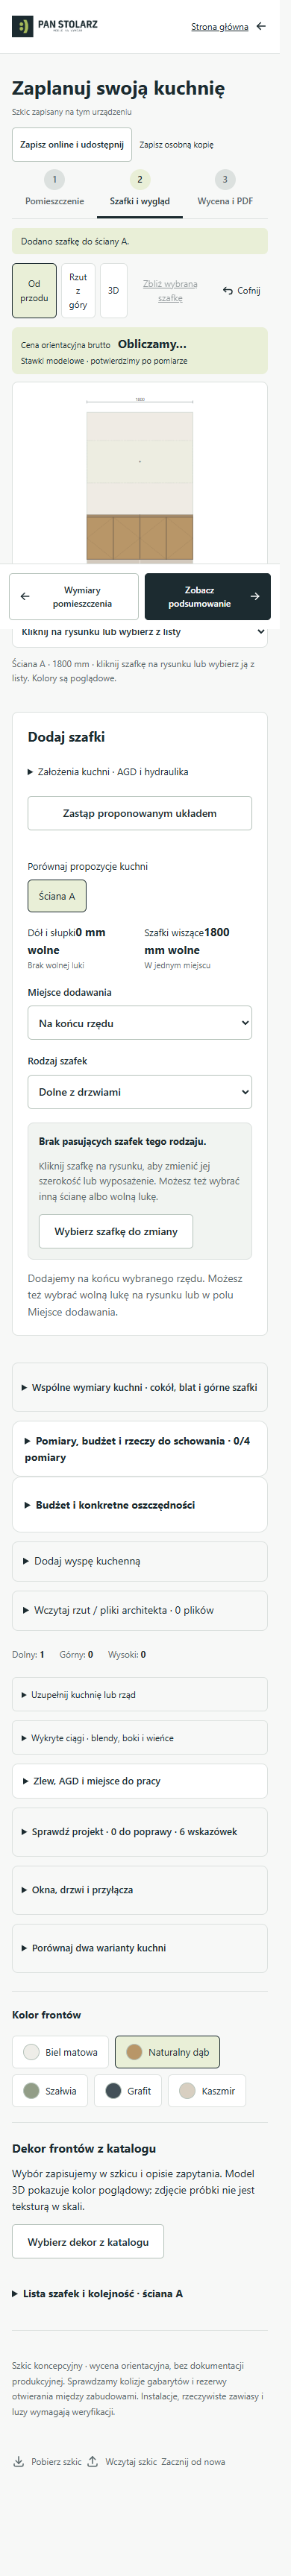 PAN STOLARZ
Strona główna
Zaplanuj swoją kuchnię
Szkic zapisany na tym urządzeniu
Zapisz online i udostępnij
Zapisz osobną kopię
1
2
3
Pomieszczenie
Szafki i wygląd
Wycena i PDF
Dodano szafkę do ściany A.
Od
przodu
Rzut
z
góry
3D
Zbliż wybraną
szafkę
Cofnij
Cena orientacyjna brutto Obliczamy...
Stawki modelowe · potwierdzimy po pomiarze
1800
Wymiary
pomieszczenia
Zobacz
podsumowanie
Kliknij na rysunku lub wybierz z listy
Ściana A · 1800 mm · kliknij szafkę na rysunku lub wybierz ją z
listy. Kolory są poglądowe.
Dodaj szafki
Założenia kuchni · AGD i hydraulika
Zastąp proponowanym układem
Porównaj propozycje kuchni
Ściana A
Dół i słupki0 mm
wolne
Brak wolnej luki
Szafki wiszące1800
mm wolne
W jednym miejscu
Miejsce dodawania
Na końcu rzędu
Rodzaj szafek
Dolne z drzwiami
Brak pasujących szafek tego rodzaju.
Kliknij szafkę na rysunku, aby zmienić jej
szerokość lub wyposażenie. Możesz też wybrać
inną ścianę albo wolną lukę.
Wybierz szafkę do zmiany
Dodajemy na końcu wybranego rzędu. Możesz
też wybrać wolną lukę na rysunku lub w polu
Miejsce dodawania.
Wspólne wymiary kuchni · cokół, blat i górne szafki
Pomiary, budżet i rzeczy do schowania · 0/4
pomiary
Budżet i konkretne oszczędności
Dodaj wyspę kuchenną
Wczytaj rzut / pliki architekta · 0 plików
Dolny: 1 Górny: 0 Wysoki: 0
Uzupełnij kuchnię lub rząd
Wykryte ciągi · blendy, boki i wieńce
Zlew, AGD i miejsce do pracy
Sprawdź projekt · 0 do poprawy · 6 wskazówek
Okna, drzwi i przyłącza
Porównaj dwa warianty kuchni
Kolor frontów
Biel matowa
Naturalny dąb
Szałwia
Grafit
Kaszmir
Dekor frontów z katalogu
Wybór zapisujemy w szkicu i opisie zapytania. Model
3D pokazuje kolor poglądowy; zdjęcie próbki nie jest
teksturą w skali.
Wybierz dekor z katalogu
Lista szafek i kolejność · ściana A
Szkic koncepcyjny · wycena orientacyjna, bez dokumentacji
produkcyjnej. Sprawdzamy kolizje gabarytów i rezerwy
otwierania między zabudowami. Instalacje, rzeczywiste zawiasy i
luzy wymagają weryfikacji.
Pobierz szkic
Wczytaj szkic
Zacznij od nowa